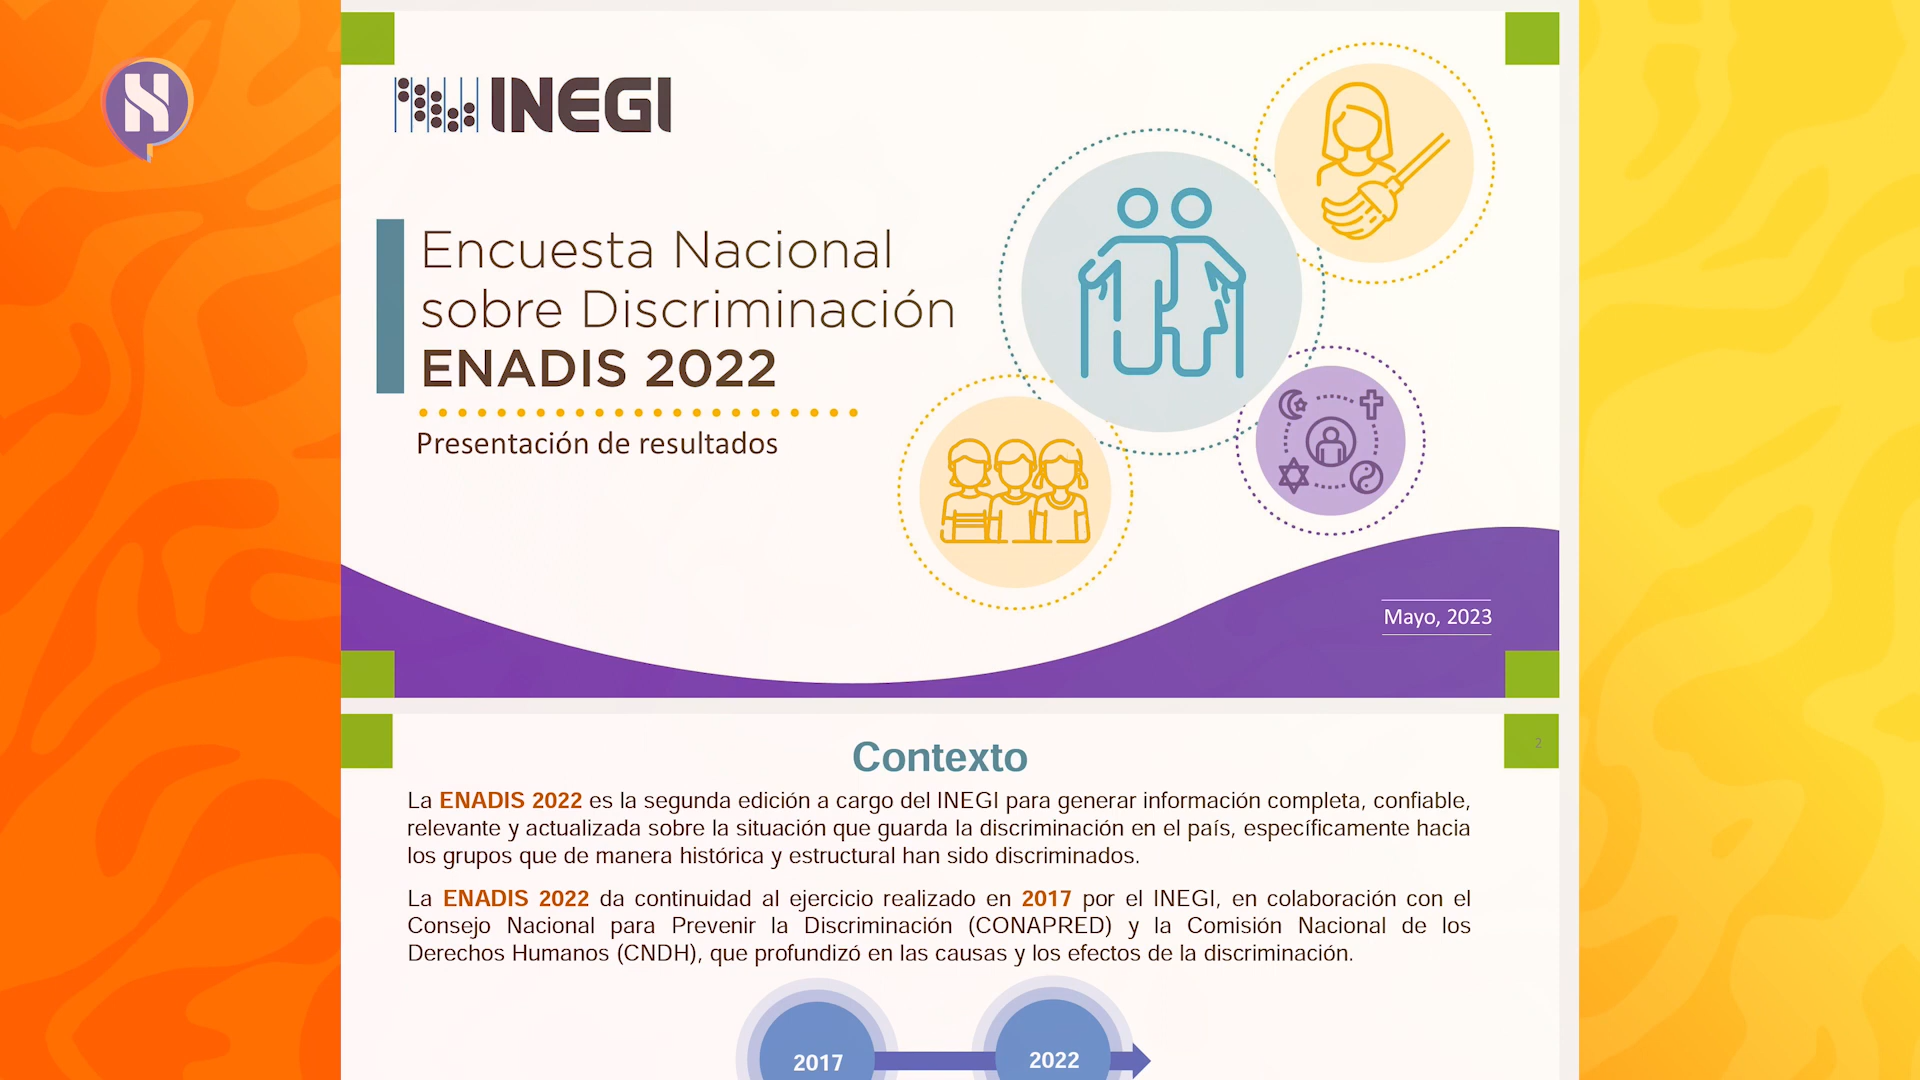 N
INEGI
Encuesta Nacional
sobre Discriminación
ENADIS 2022
Presentación de resultados
Mayo, 2023
2
Contexto
La ENADIS 2022 es la segunda edición a cargo del INEGI para generar información completa, confiable,
relevante y actualizada sobre la situación que guarda la discriminación en el país, específicamente hacia
los grupos que de manera histórica y estructural han sido discriminados.
La ENADIS 2022 da continuidad al ejercicio realizado en 2017 por el INEGI, en colaboración con el
Consejo Nacional para Prevenir la Discriminación (CONAPRED) y la Comisión Nacional de los
Derechos Humanos (CNDH), que profundizó en las causas y los efectos de la discriminación.
2017
2022